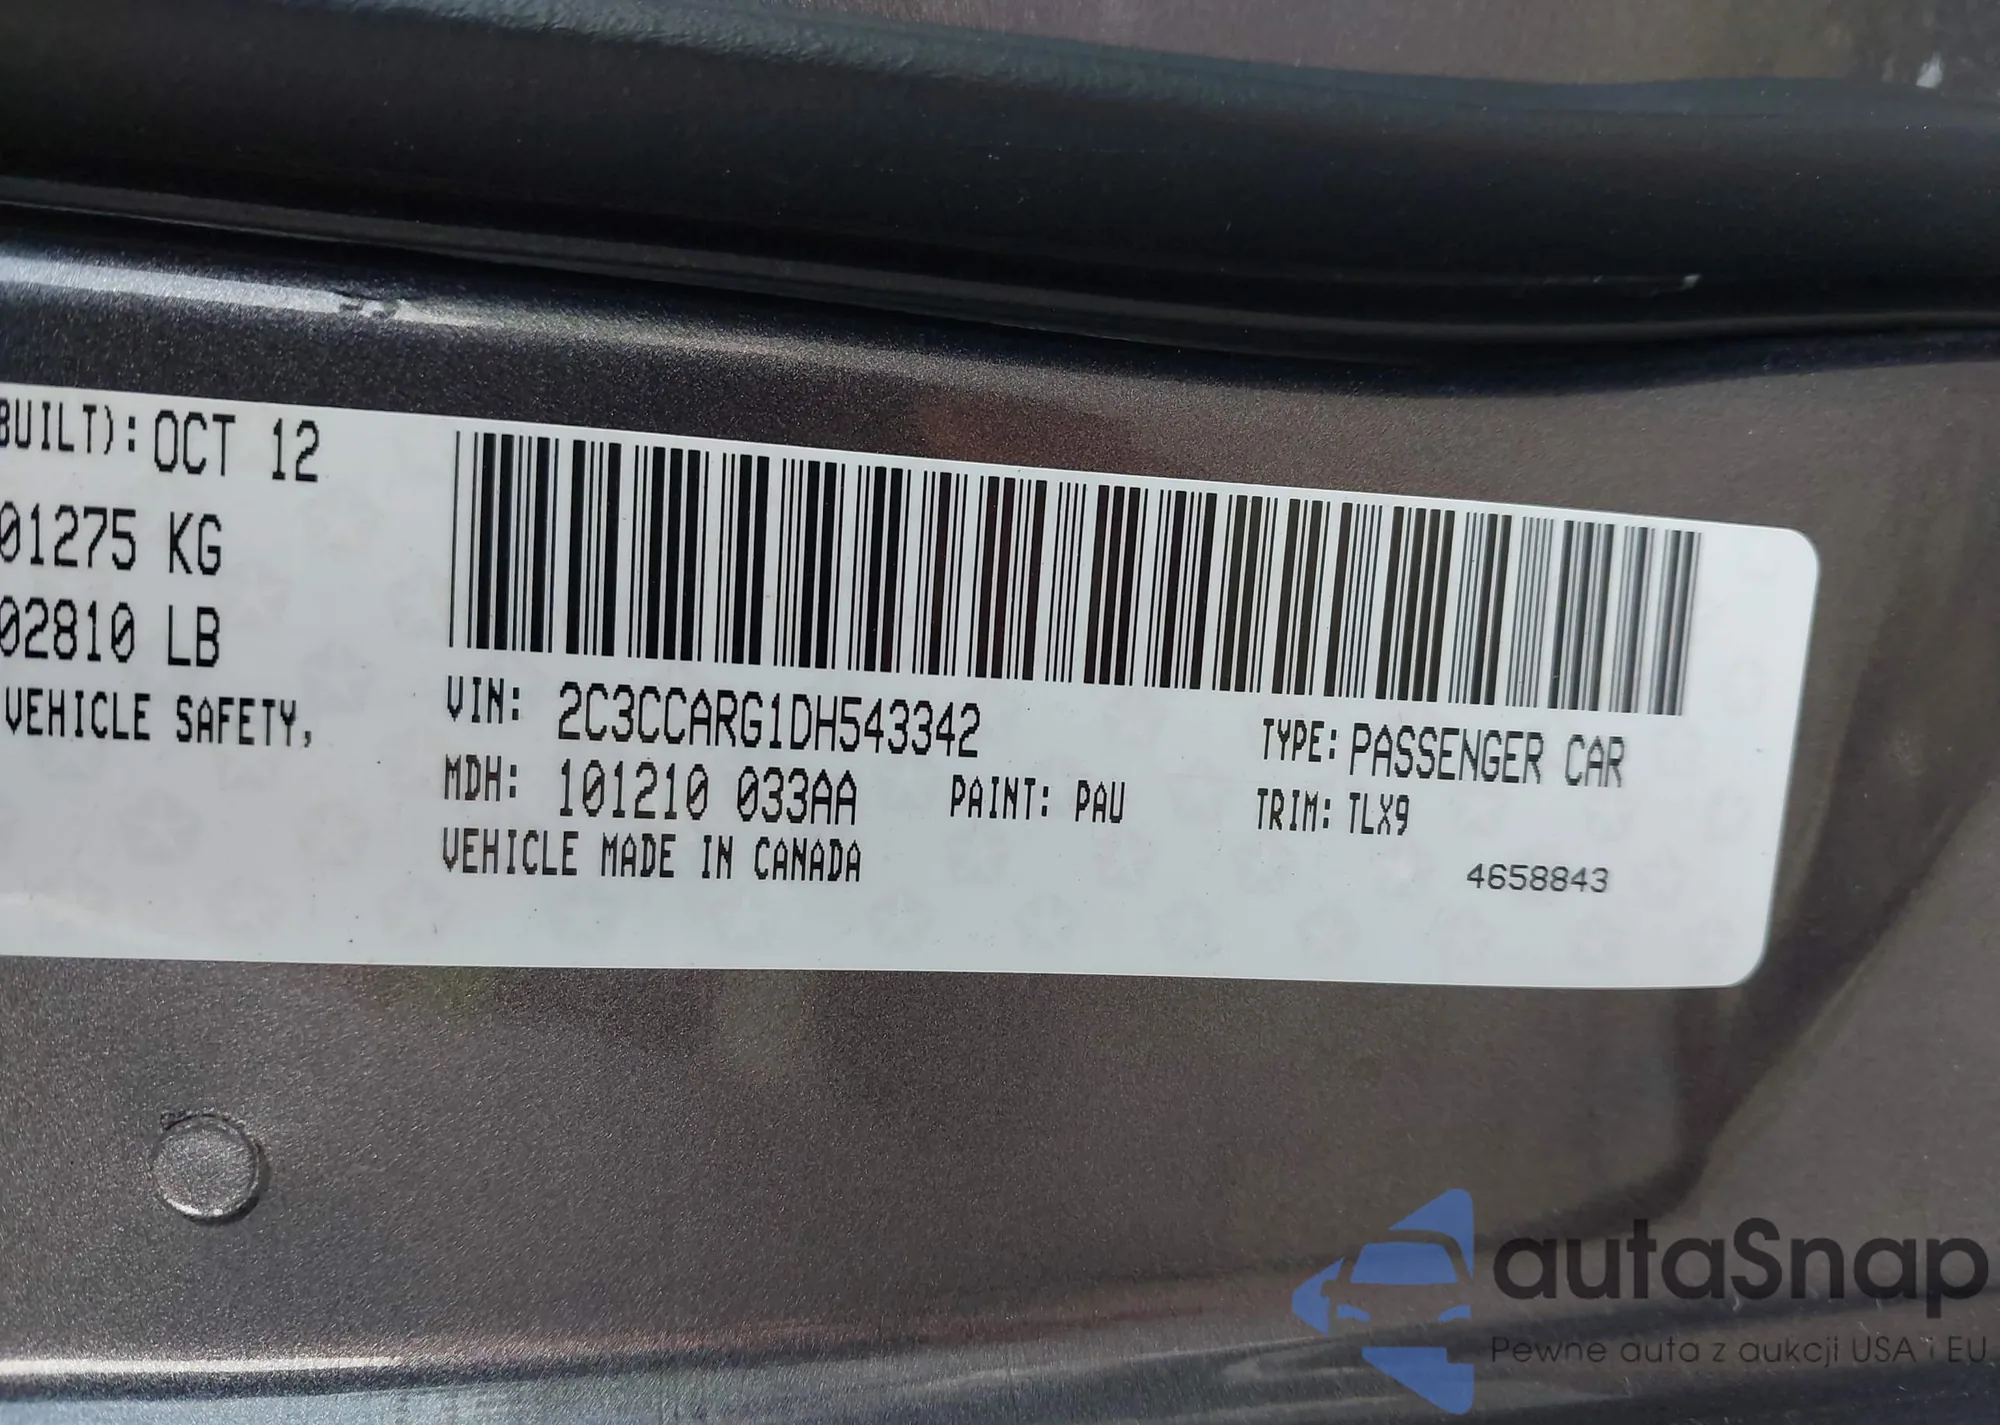 BUILT): OCT 12
01275 KG
02810 LB
VEHICLE SAFETY,
VIN: 2C3CCARG1DH543342
TYPE: PASSENGER CAR
MDH: 101210 033AA
PAINT: PAU
TRIM: TLX9
VEHICLE MADE IN CANADA
4658843
autaSnap
Pewne auta z aukcji USA i EU